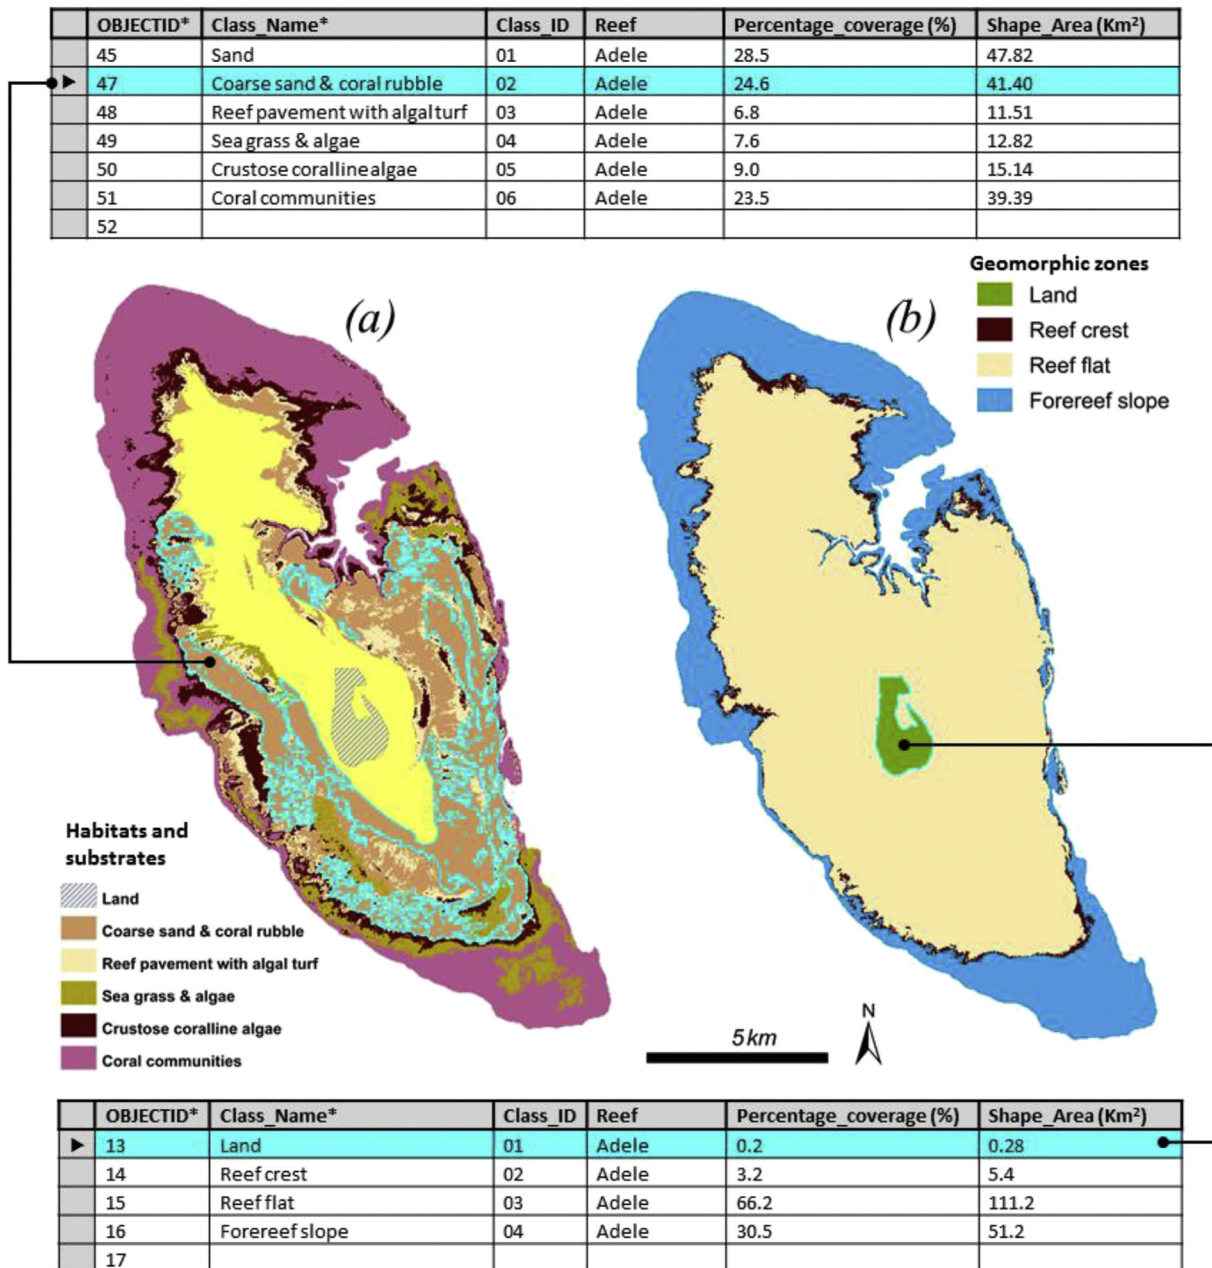 OBJECTID* Class_Name* Class_ID Reef Percentage_coverage (%) Shape_Area (Km²)
45 Sand 01 Adele 28.5 47.82
47 Coarse sand & coral rubble 02 Adele 24.6 41.40
48 Reef pavement with algal turf 03 Adele 6.8 11.51
49 Sea grass & algae 04 Adele 7.6 12.82
50 Crustose coralline algae 05 Adele 9.0 15.14
51 Coral communities 06 Adele 23.5 39.39
52
(a)
(b)
Geomorphic zones
Land
Reef crest
Reef flat
Forereef slope
Habitats and
substrates
Land
Coarse sand & coral rubble
Reef pavement with algal turf
Sea grass & algae
Crustose coralline algae
Coral communities
5 km
N
OBJECTID* Class_Name* Class_ID Reef Percentage_coverage (%) Shape_Area (Km²)
13 Land 01 Adele 0.2 0.28
14 Reef crest 02 Adele 3.2 5.4
15 Reef flat 03 Adele 66.2 111.2
16 Forereef slope 04 Adele 30.5 51.2
17